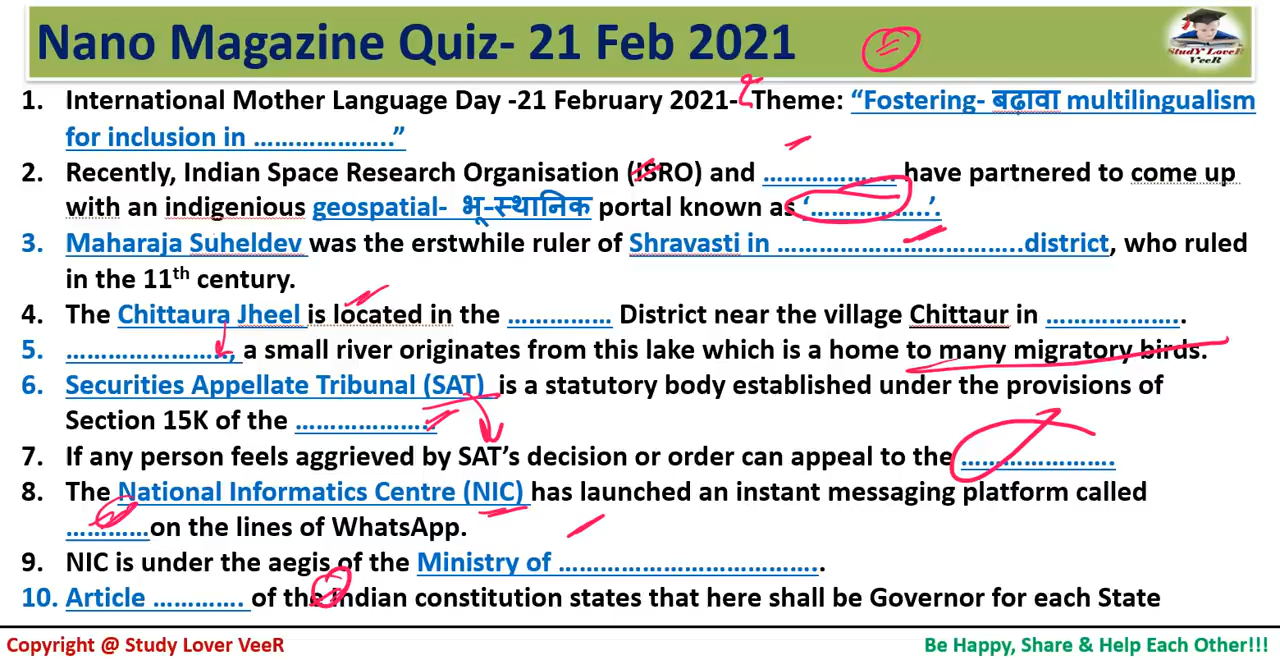 Nano Magazine Quiz- 21 Feb 2021
StudY LoveR
VeeR
1. International Mother Language Day -21 February 2021- Theme: “Fostering- बढ़ावा multilingualism
for inclusion in ………………..”
2. Recently, Indian Space Research Organisation (ISRO) and ……………….. have partnered to come up
with an indigenious geospatial- भू-स्थानिक portal known as ‘………………..’.
3. Maharaja Suheldev was the erstwhile ruler of Shravasti in ……………………………..district, who ruled
in the 11th century.
4. The Chittaura Jheel is located in the …………… District near the village Chittaur in ………………..
5. ………………….., a small river originates from this lake which is a home to many migratory birds.
6. Securities Appellate Tribunal (SAT) is a statutory body established under the provisions of
Section 15K of the ………………..
7. If any person feels aggrieved by SAT’s decision or order can appeal to the ………………….
8. The National Informatics Centre (NIC) has launched an instant messaging platform called
…………on the lines of WhatsApp.
9. NIC is under the aegis of the Ministry of ……………………………….
10. Article …………. of the Indian constitution states that here shall be Governor for each State
Copyright @ Study Lover VeeR
Be Happy, Share & Help Each Other!!!